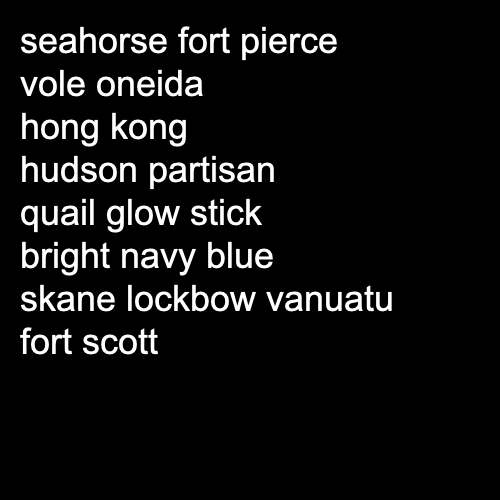 seahorse fort pierce
vole oneida
hong kong
hudson partisan
quail glow stick
bright navy blue
skane lockbow vanuatu
fort scott